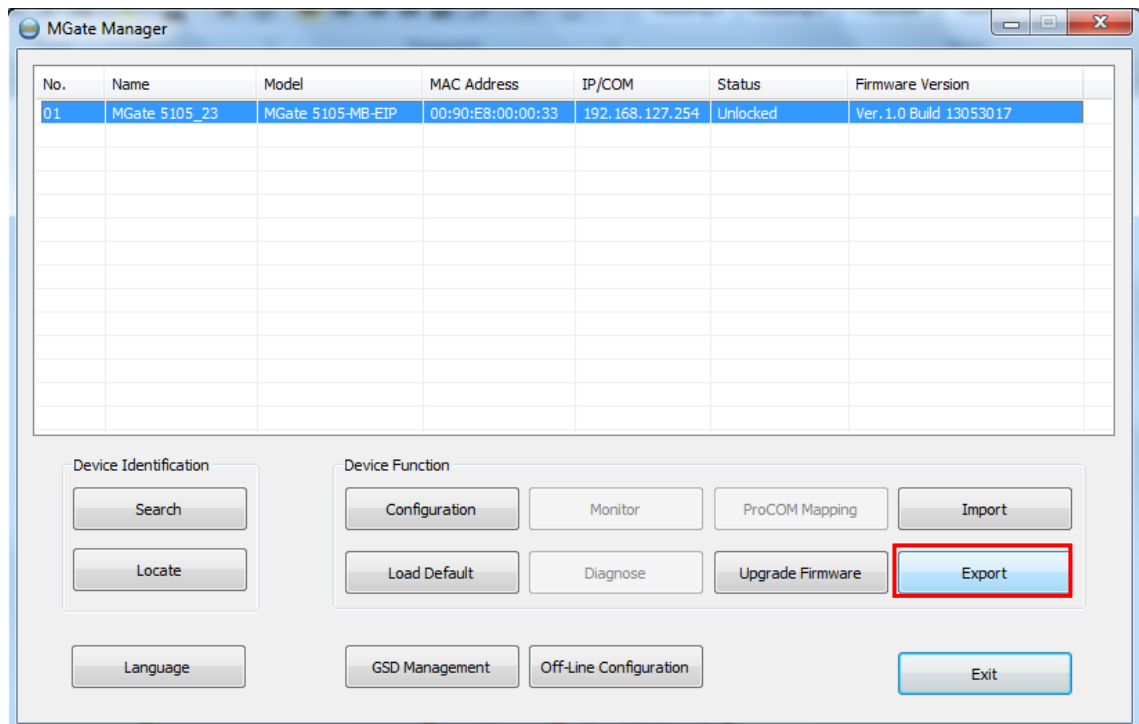 MGate Manager
No. Name Model MAC Address IP/COM Status Firmware Version
01 MGate 5105_23 MGate 5105-MB-EIP 00:90:E8:00:00:33 192.168.127.254 Unlocked Ver.1.0 Build 13053017
Device Identification Device Function
Search Configuration Monitor ProCOM Mapping Import
Locate Load Default Diagnose Upgrade Firmware Export
Language GSD Management Off-Line Configuration Exit